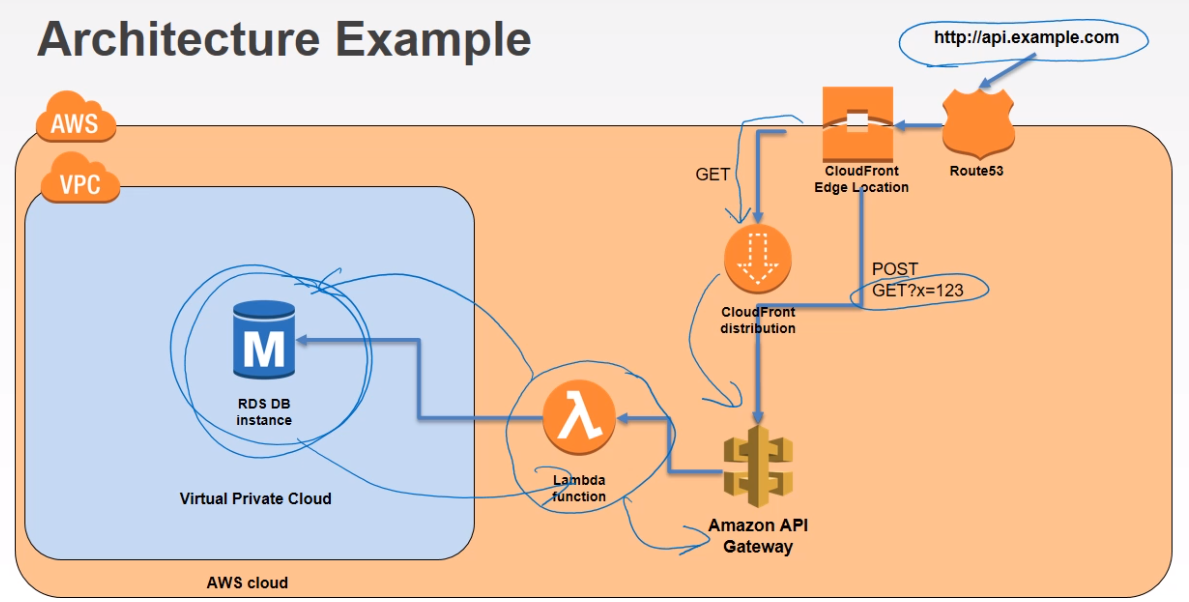 Architecture Example
http://api.example.com
AWS
VPC
CloudFront
Edge Location
Route53
GET
POST
GET?x=123
CloudFront
distribution
M
RDS DB
instance
λ
Lambda
function
Virtual Private Cloud
Amazon API
Gateway
AWS cloud